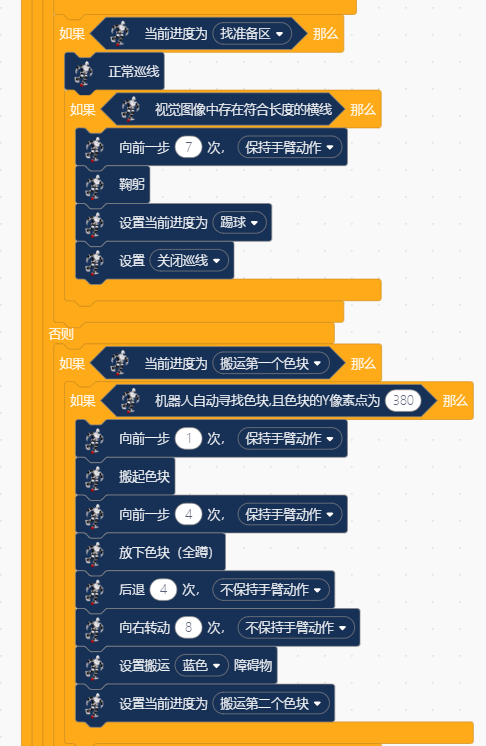 如果 当前进度为 找准备区 那么
正常巡线
如果 视觉图像中存在符合长度的横线 那么
向前一步 7 次， 保持手臂动作
鞠躬
设置当前进度为 踢球
设置 关闭巡线
否则
如果 当前进度为 搬运第一个色块 那么
如果 机器人自动寻找色块,且色块的Y像素点为 380 那么
向前一步 1 次， 保持手臂动作
搬起色块
向前一步 4 次， 保持手臂动作
放下色块（全蹲）
后退 4 次， 不保持手臂动作
向右转动 8 次， 不保持手臂动作
设置搬运 蓝色 障碍物
设置当前进度为 搬运第二个色块